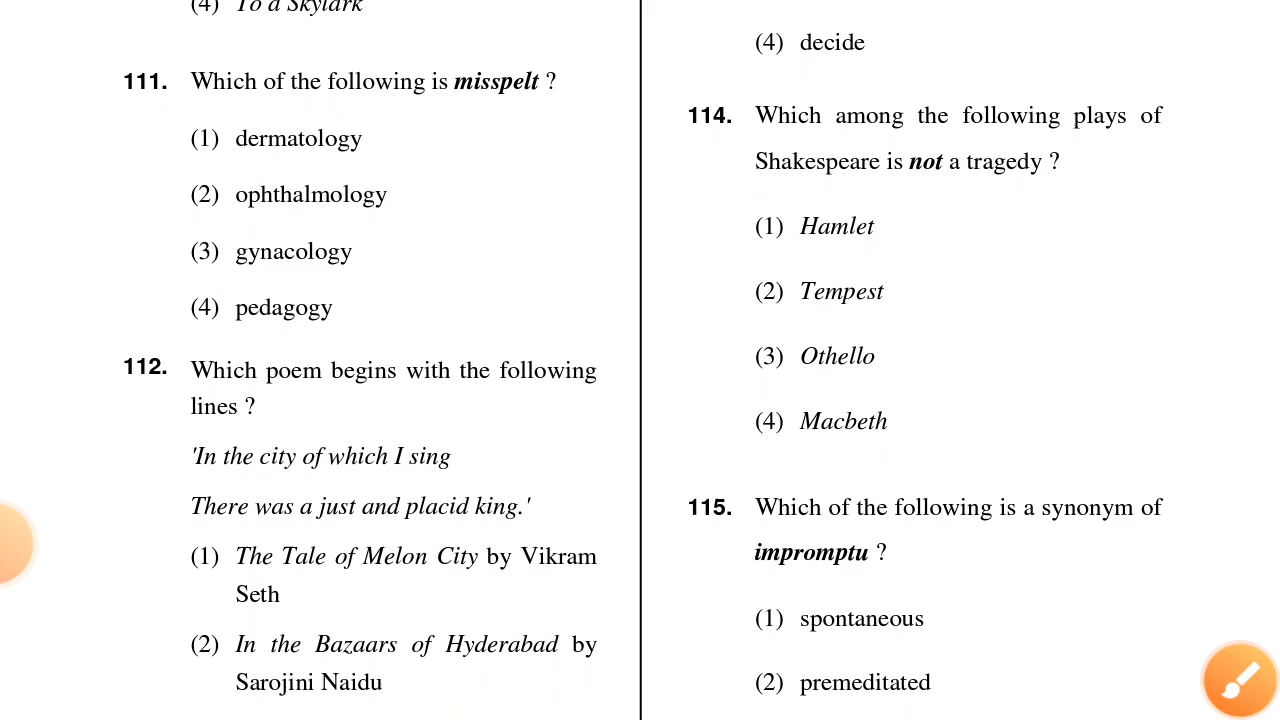 (4) To a Skylark
111. Which of the following is misspelt ?
(1) dermatology
(2) ophthalmology
(3) gynacology
(4) pedagogy
112. Which poem begins with the following
lines ?
'In the city of which I sing
There was a just and placid king.'
(1) The Tale of Melon City by Vikram
Seth
(2) In the Bazaars of Hyderabad by
Sarojini Naidu
(4) decide
114. Which among the following plays of
Shakespeare is not a tragedy ?
(1) Hamlet
(2) Tempest
(3) Othello
(4) Macbeth
115. Which of the following is a synonym of
impromptu ?
(1) spontaneous
(2) premeditated